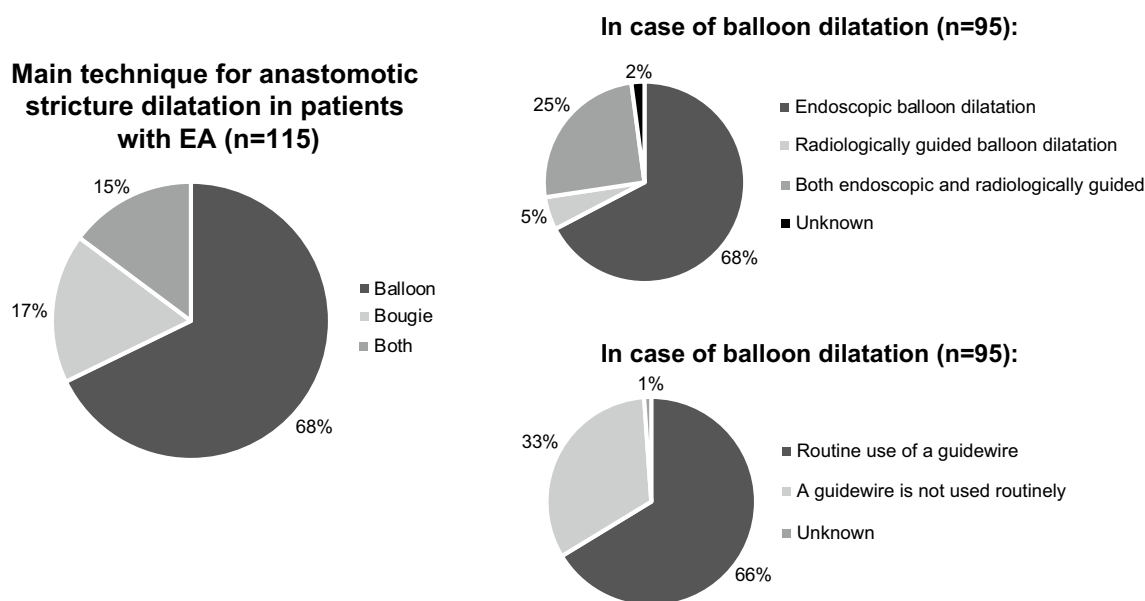 Main technique for anastomotic
stricture dilatation in patients
with EA (n=115)
15%
17%
68%
Balloon
Bougie
Both
In case of balloon dilatation (n=95):
2%
25%
5%
68%
Endoscopic balloon dilatation
Radiologically guided balloon dilatation
Both endoscopic and radiologically guided
Unknown
In case of balloon dilatation (n=95):
1%
33%
66%
Routine use of a guidewire
A guidewire is not used routinely
Unknown